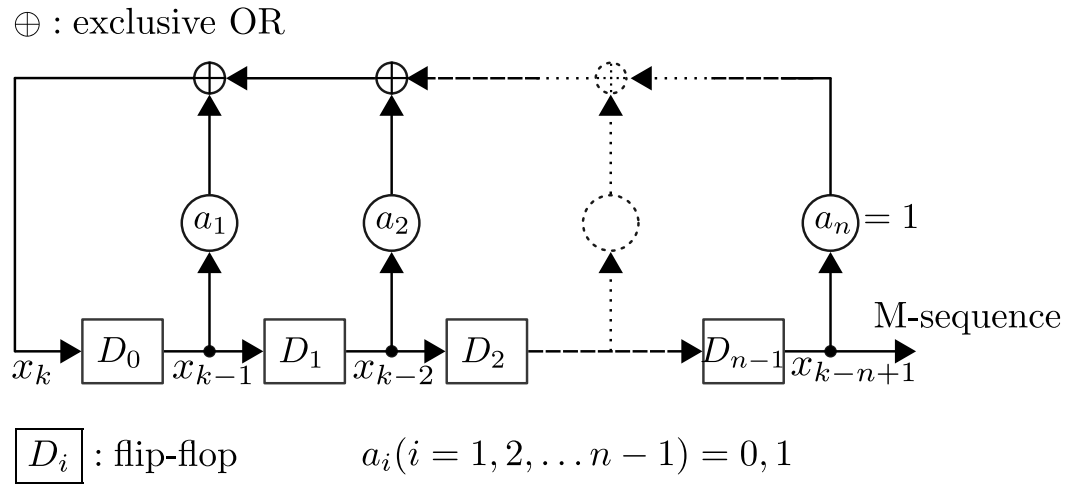 ⊕ : exclusive OR
a₁ a₂ aₙ = 1
M-sequence
D₀ D₁ D₂ Dₙ₋₁
xₖ xₖ₋₁ xₖ₋₂ xₖ₋ₙ₊₁
Dᵢ : flip-flop aᵢ(i = 1, 2, … n − 1) = 0, 1